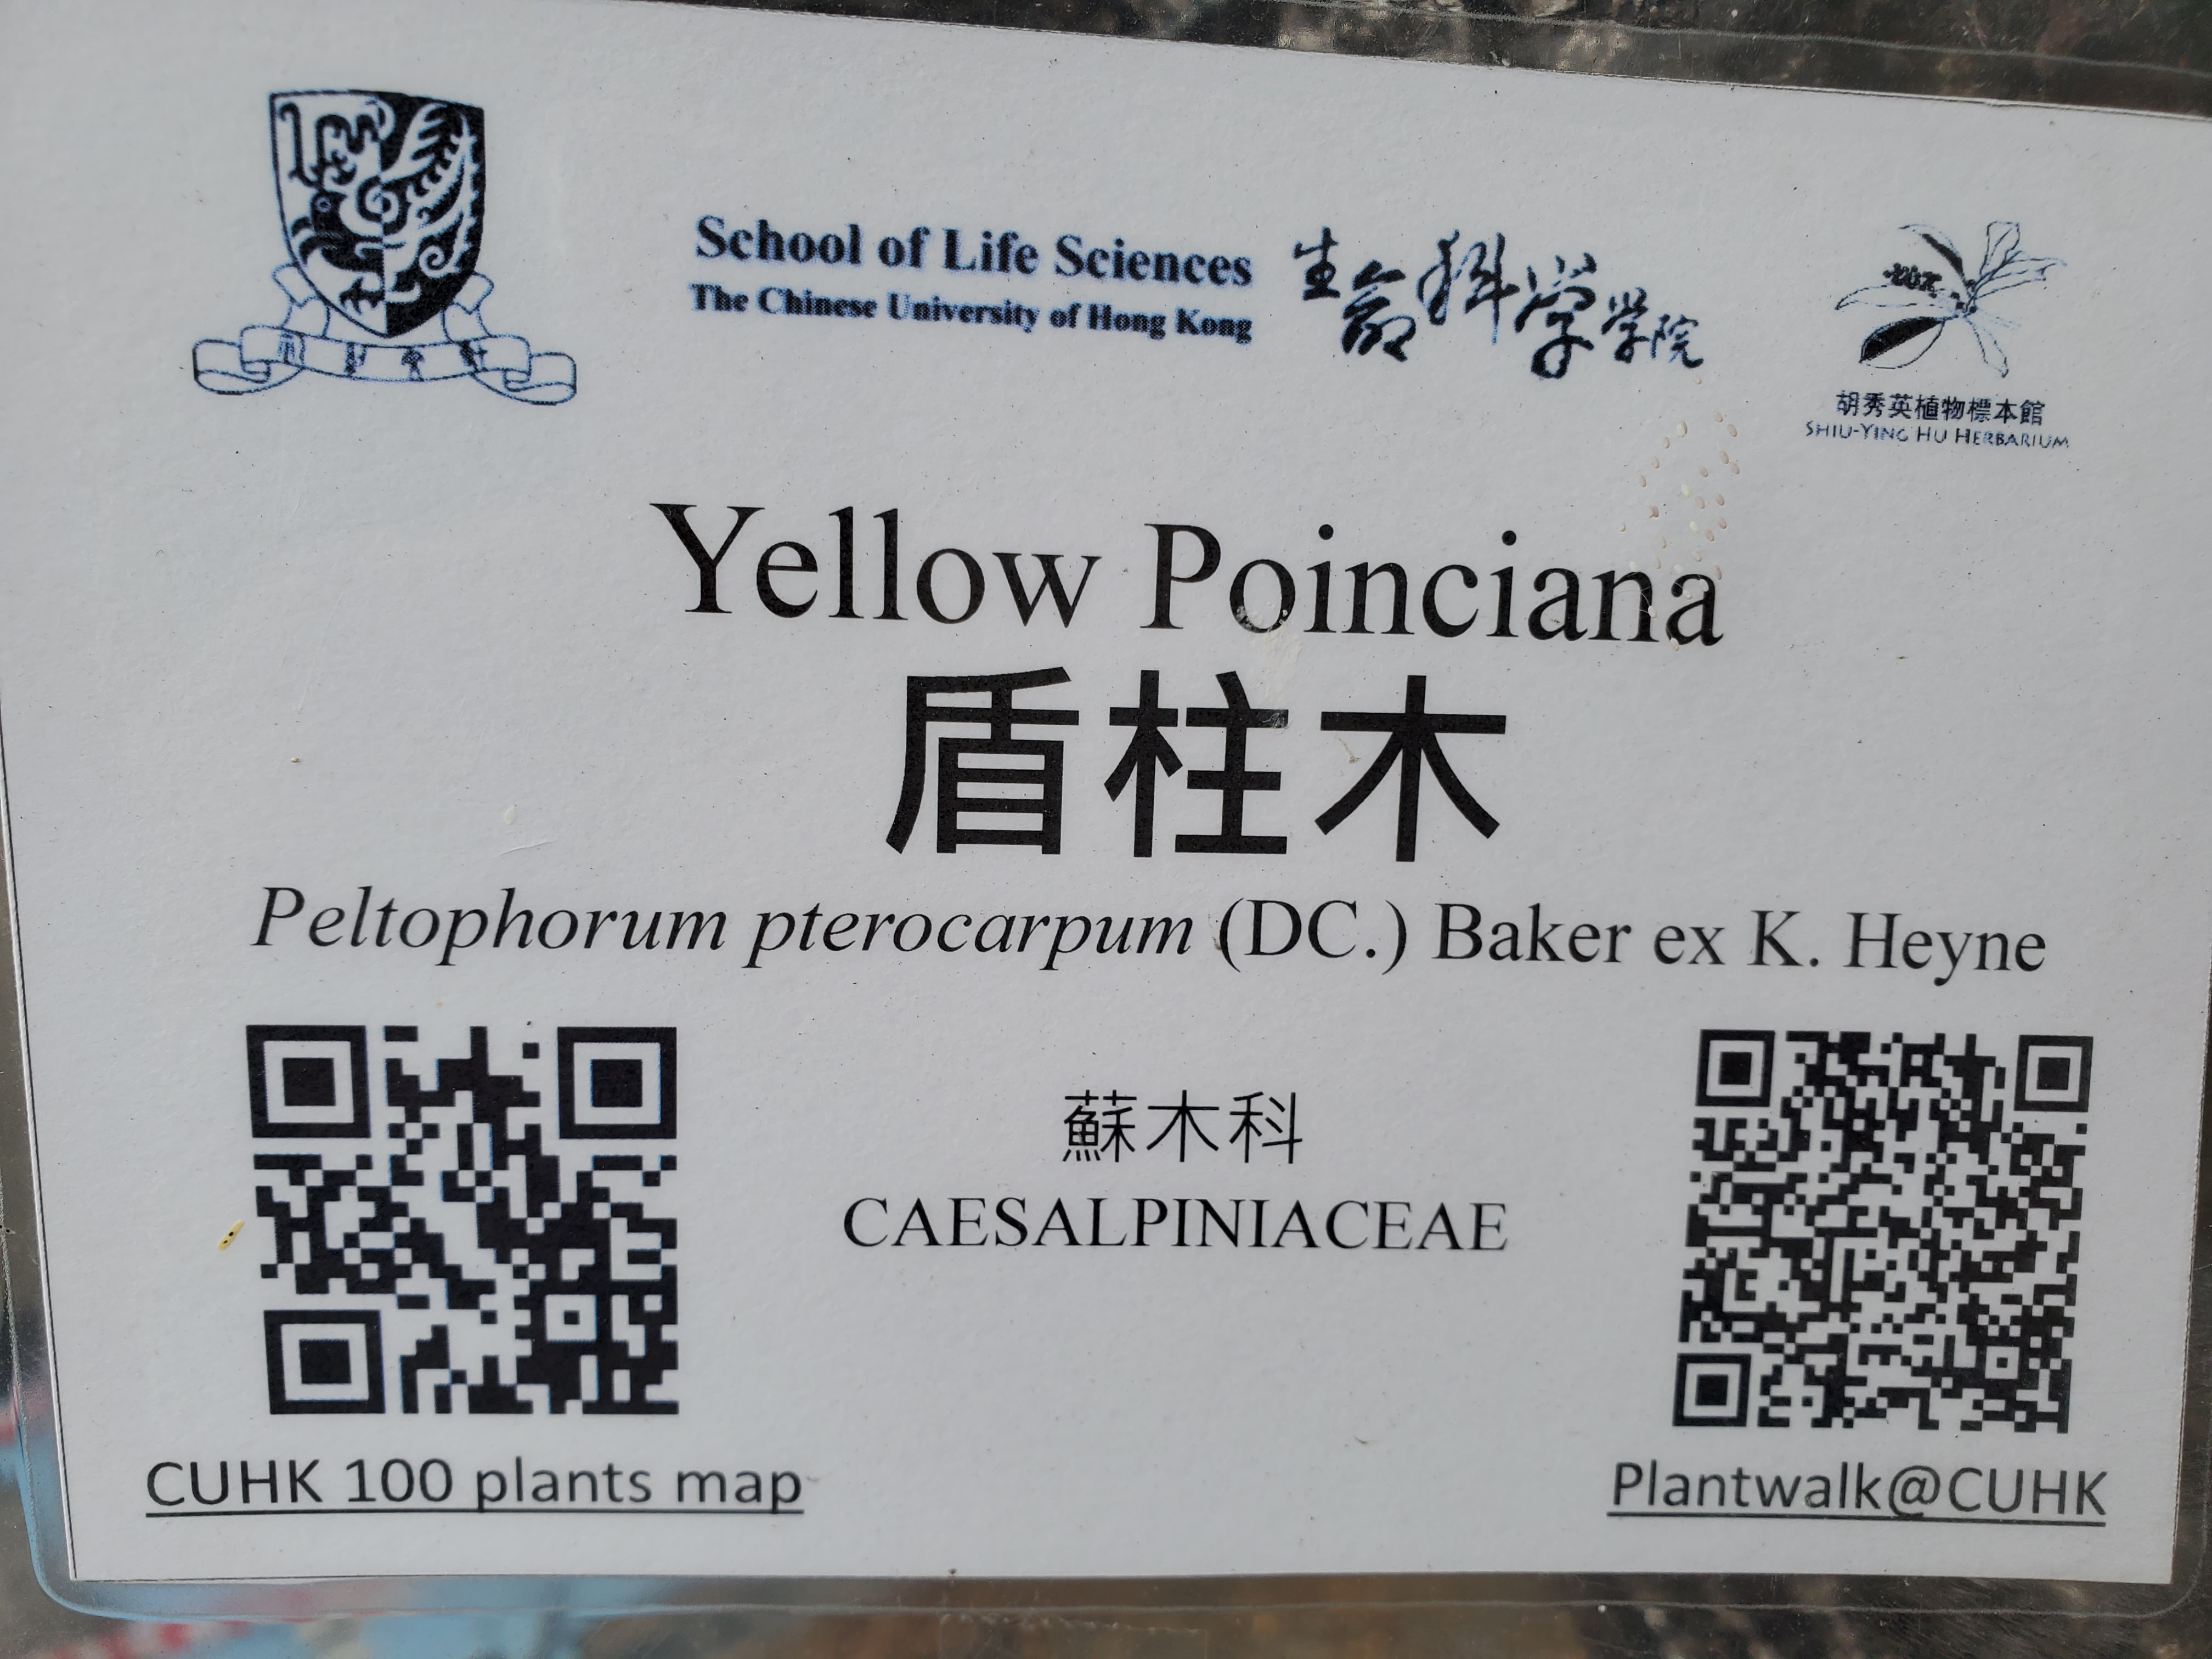 School of Life Sciences
The Chinese University of Hong Kong
生命科学学院
胡秀英植物標本館
SHIU-YING HU HERBARIUM
Yellow Poinciana
盾柱木
Peltophorum pterocarpum (DC.) Baker ex K. Heyne
蘇木科
CAESALPINIACEAE
CUHK 100 plants map
Plantwalk@CUHK